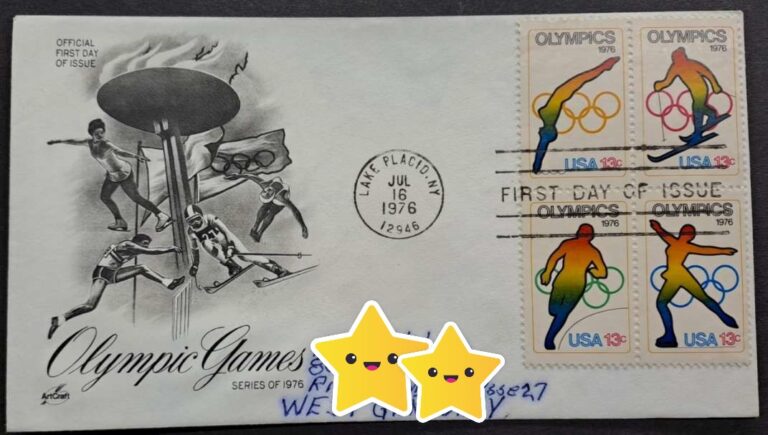 OFFICIAL
FIRST DAY
OF ISSUE
Olympic Games
SERIES OF 1976
ArtCraft
LAKE PLACID, NY
JUL
16
1976
12946
FIRST DAY OF ISSUE
OLYMPICS
1976
USA 13c
OLYMPICS
1976
USA 13c
OLYMPICS
1976
USA 13c
OLYMPICS
1976
USA 13c
27
WEST